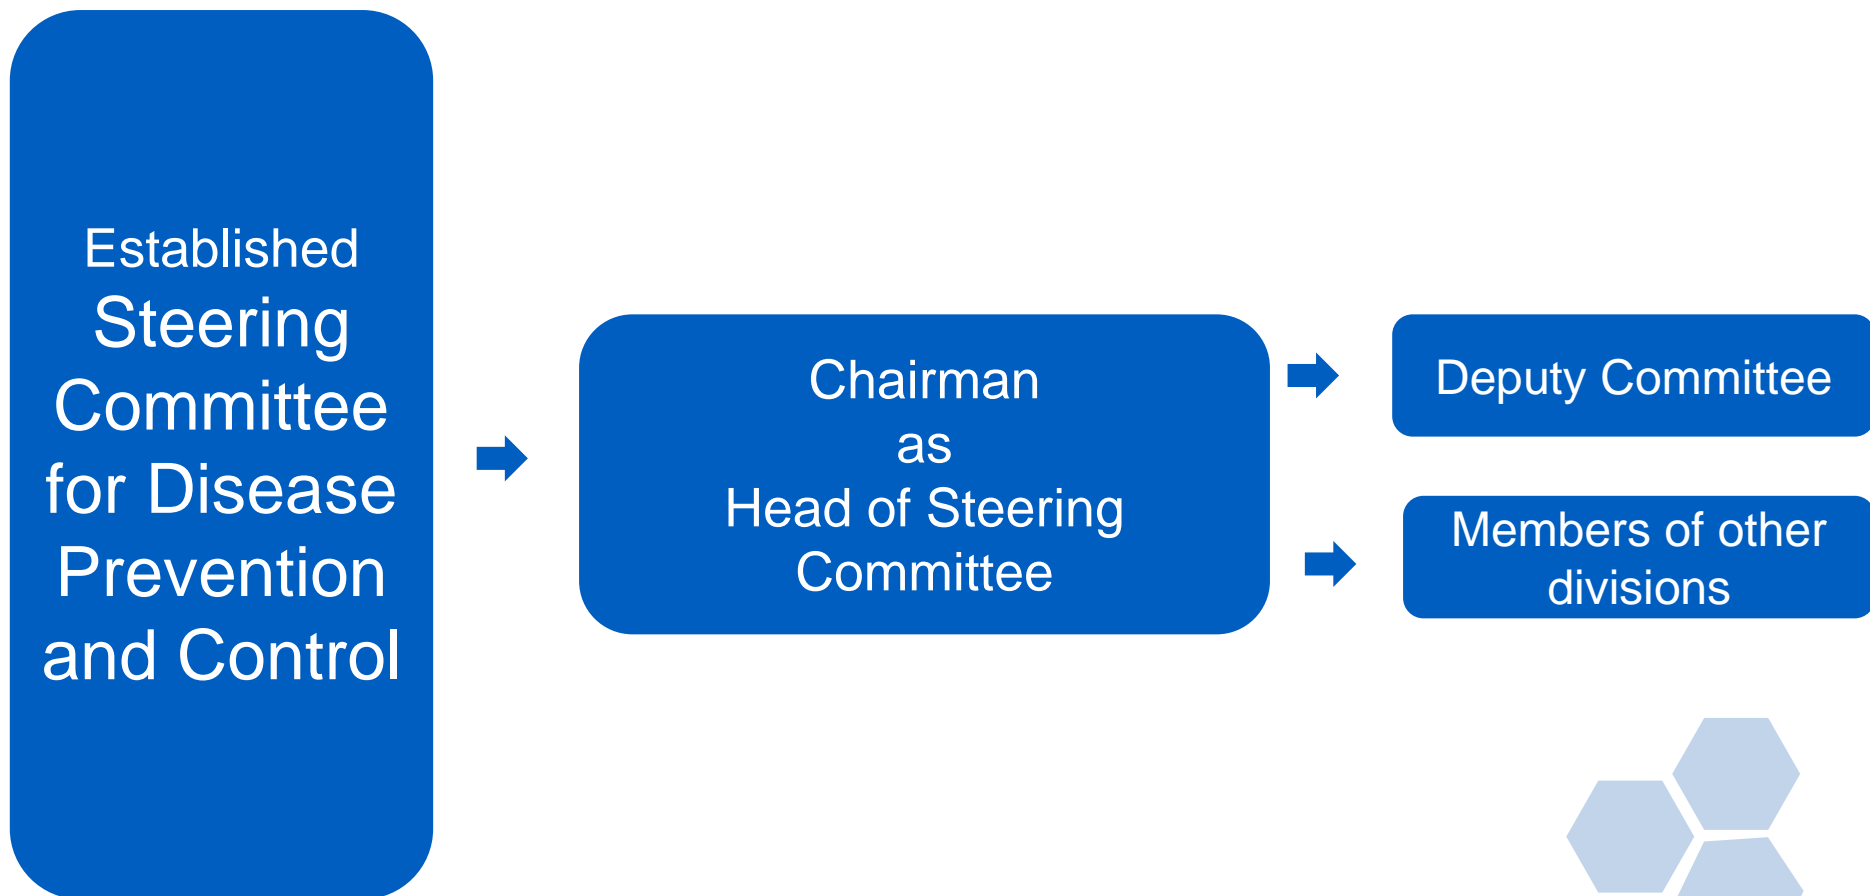 Established
Steering
Committee
for Disease
Prevention
and Control
Chairman
as
Head of Steering
Committee
Deputy Committee
Members of other
divisions